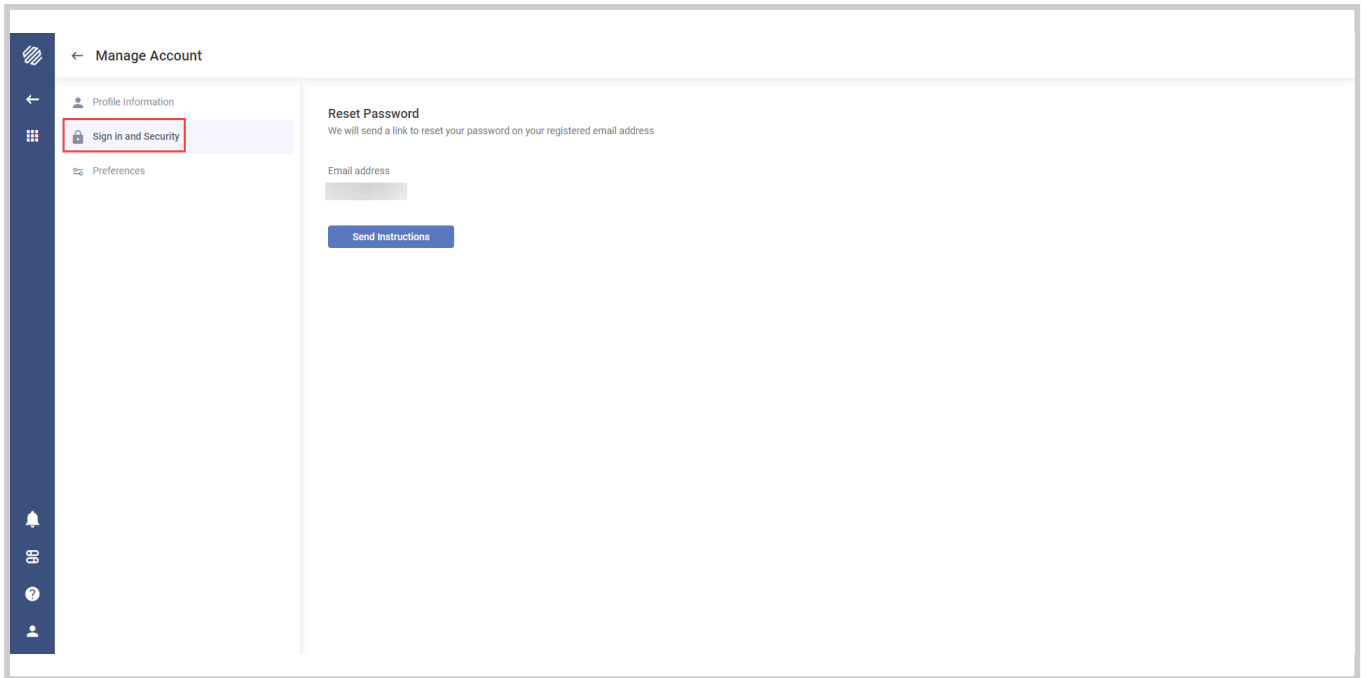 Manage Account
Profile Information
Sign in and Security
Preferences
Reset Password
We will send a link to reset your password on your registered email address
Email address
Send Instructions